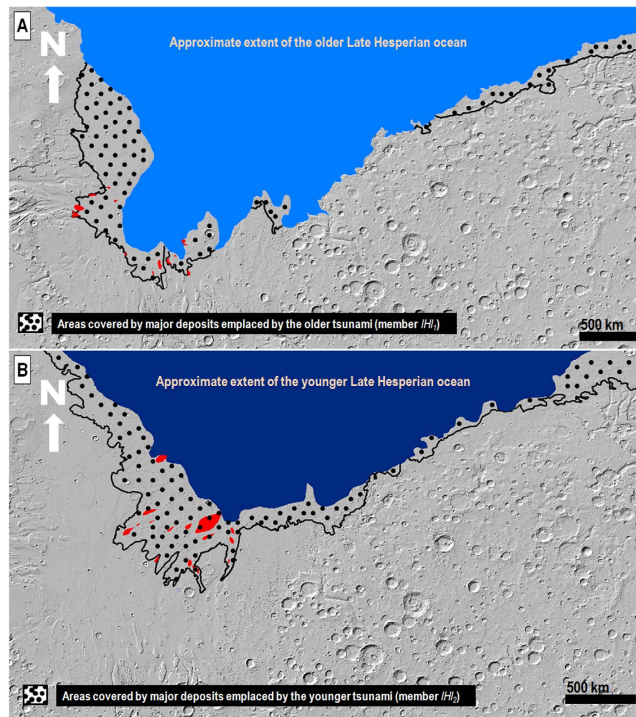 A
N
Approximate extent of the older Late Hesperian ocean
Areas covered by major deposits emplaced by the older tsunami (member lHl1)
500 km
B
N
Approximate extent of the younger Late Hesperian ocean
Areas covered by major deposits emplaced by the younger tsunami (member lHl2)
500 km